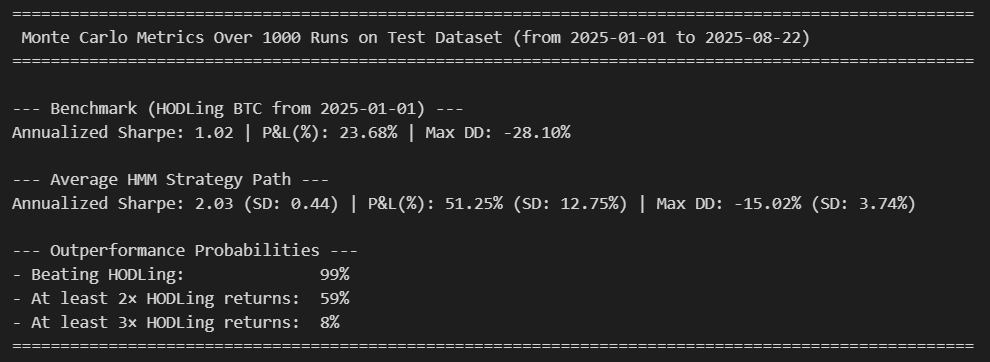 ====================================================================================================
Monte Carlo Metrics Over 1000 Runs on Test Dataset (from 2025-01-01 to 2025-08-22)
====================================================================================================
--- Benchmark (HODLing BTC from 2025-01-01) ---
Annualized Sharpe: 1.02 | P&L(%): 23.68% | Max DD: -28.10%
--- Average HMM Strategy Path ---
Annualized Sharpe: 2.03 (SD: 0.44) | P&L(%): 51.25% (SD: 12.75%) | Max DD: -15.02% (SD: 3.74%)
--- Outperformance Probabilities ---
- Beating HODLing: 99%
- At least 2× HODLing returns: 59%
- At least 3× HODLing returns: 8%
====================================================================================================